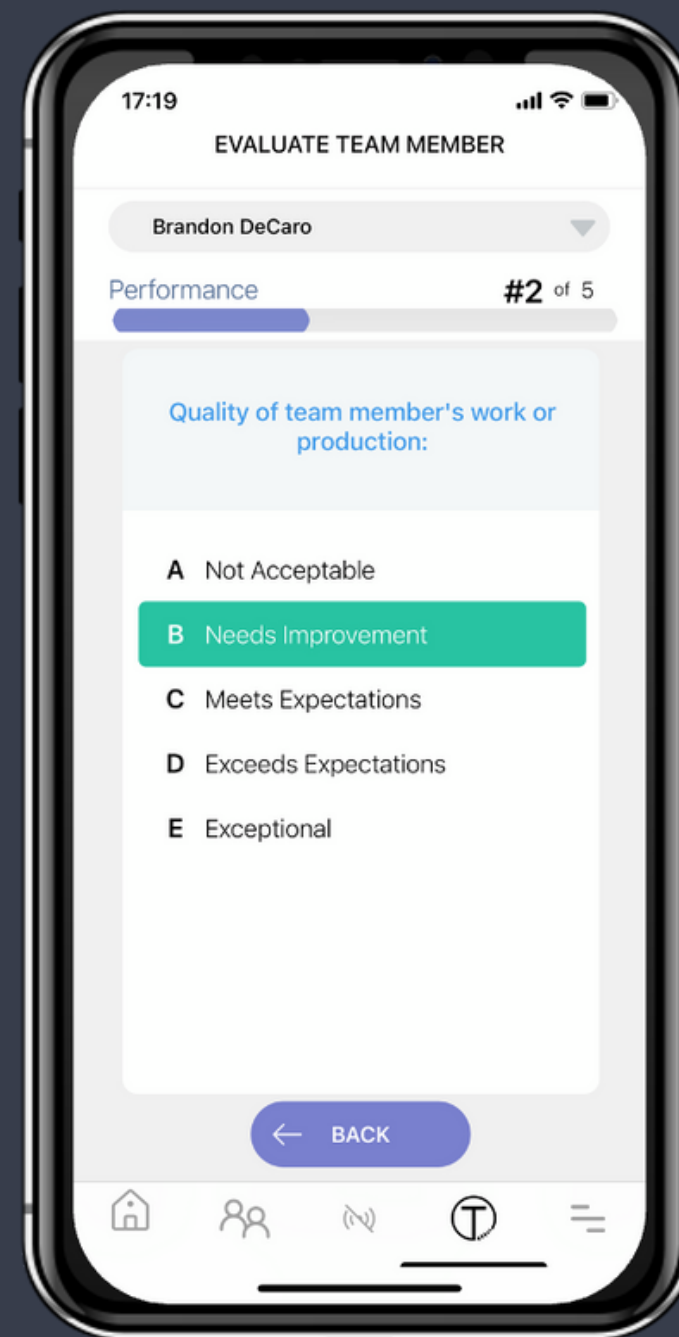 17:19
EVALUATE TEAM MEMBER
Brandon DeCaro
Performance #2 of 5
Quality of team member's work or
production:
A Not Acceptable
B Needs Improvement
C Meets Expectations
D Exceeds Expectations
E Exceptional
← BACK
T